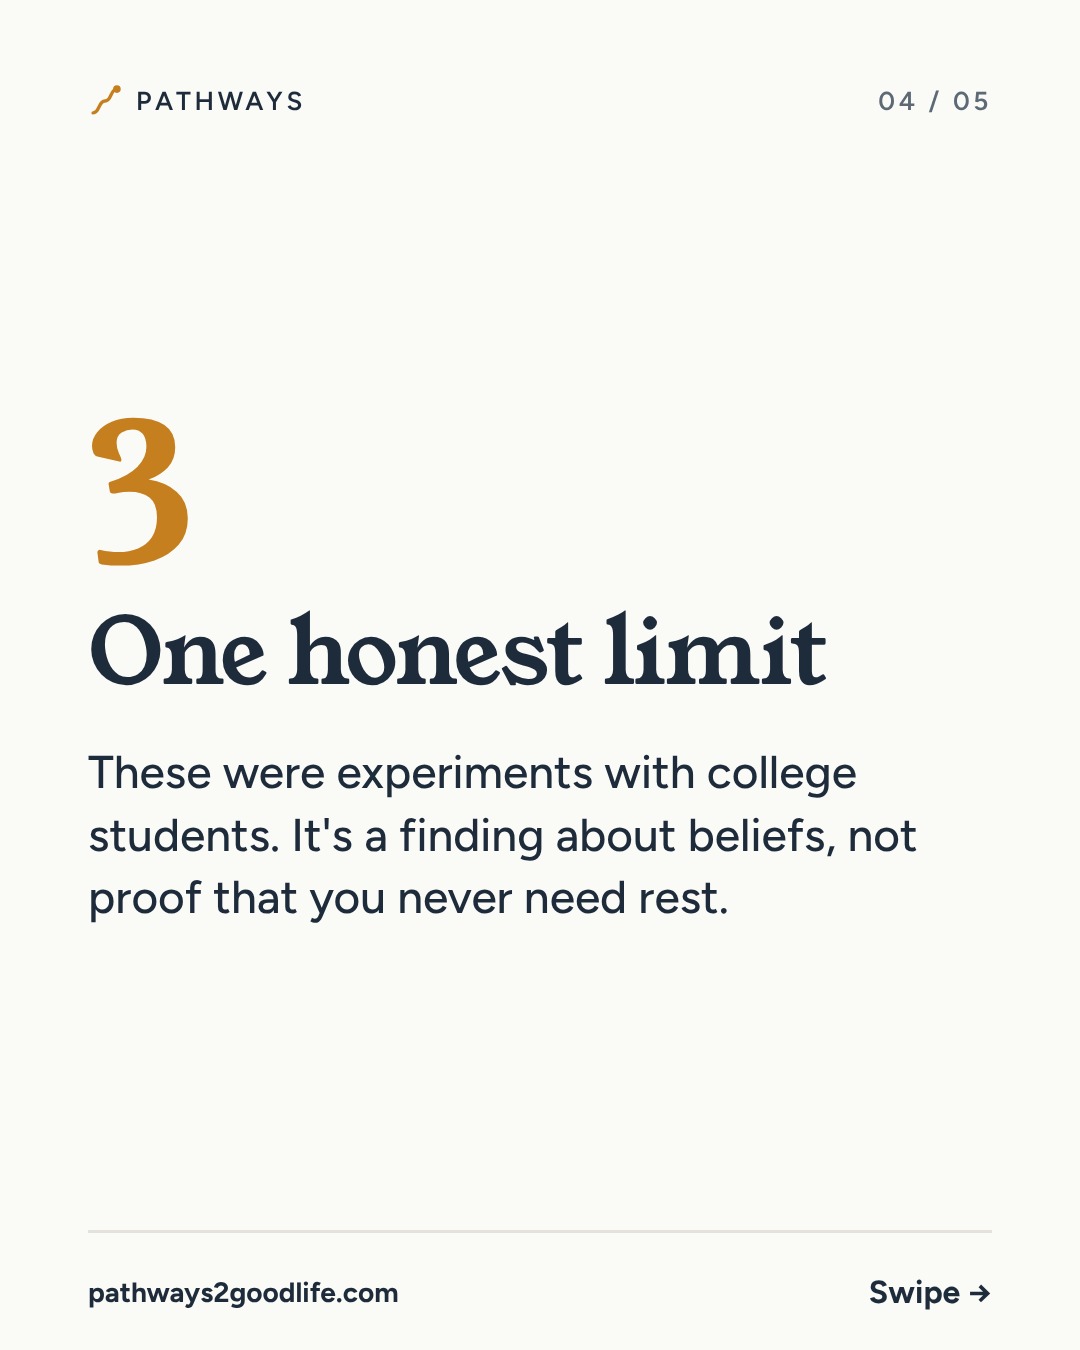 PATHWAYS
04 / 05
3
One honest limit
These were experiments with college
students. It's a finding about beliefs, not
proof that you never need rest.
pathways2goodlife.com
Swipe →